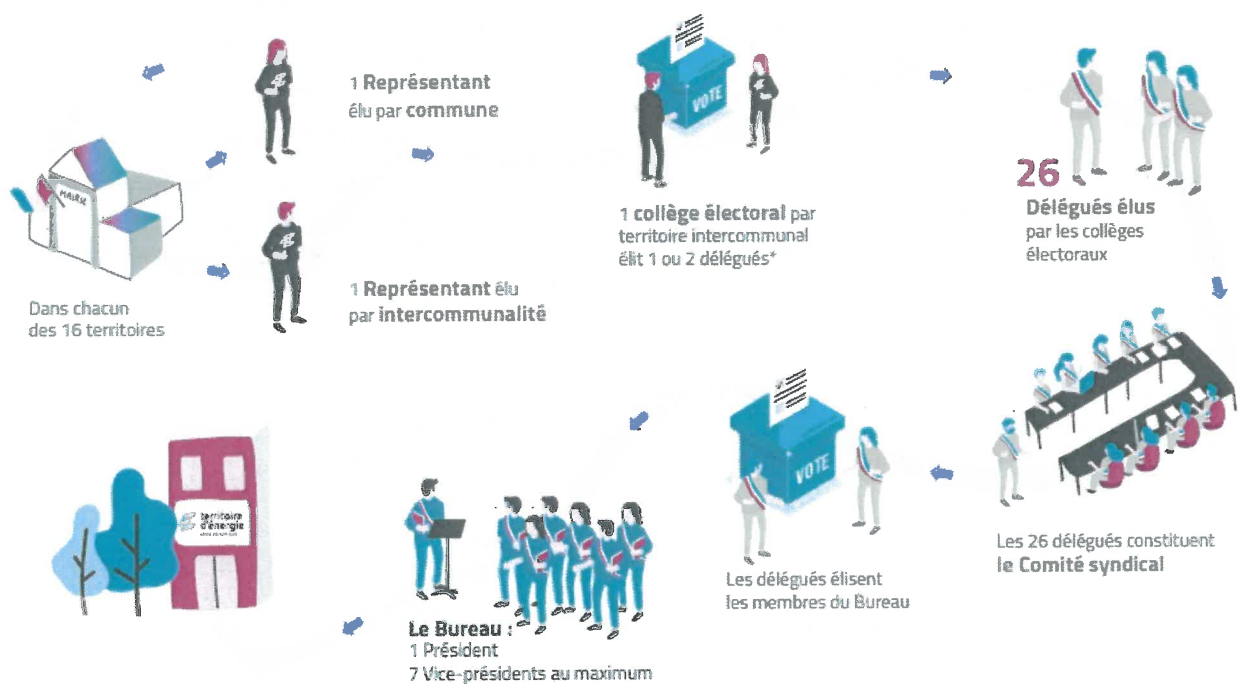 1 Représentant
élu par commune
MAIRIE
Dans chacun
des 16 territoires
1 Représentant élu
par intercommunalité
VOTE
1 collège électoral par
territoire intercommunal
élit 1 ou 2 délégués*
26
Délégués élus
par les collèges
électoraux
Les 26 délégués constituent
le Comité syndical
VOTE
Les délégués élisent
les membres du Bureau
Le Bureau :
1 Président
7 Vice-présidents au maximum
territoire
d'énergie